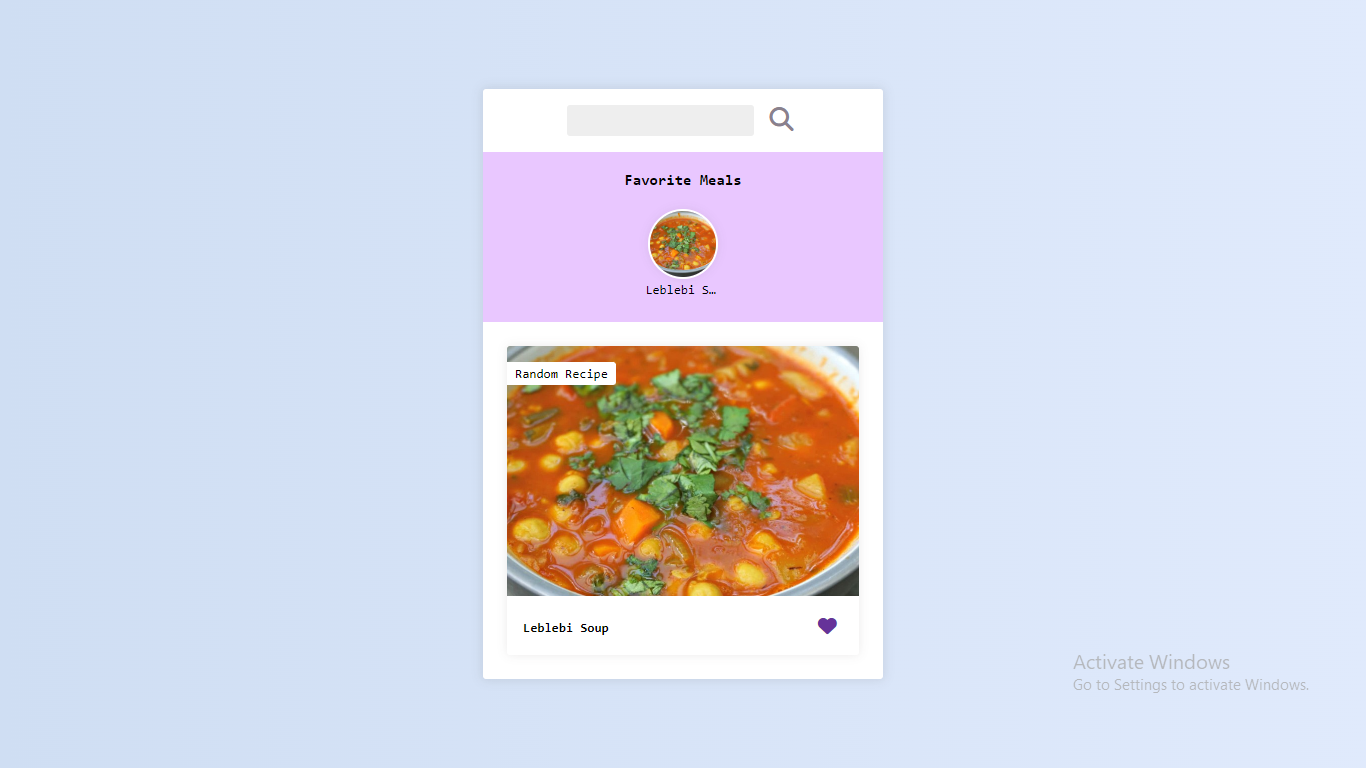 Favorite Meals
Leblebi S…
Random Recipe
Leblebi Soup
Activate Windows
Go to Settings to activate Windows.